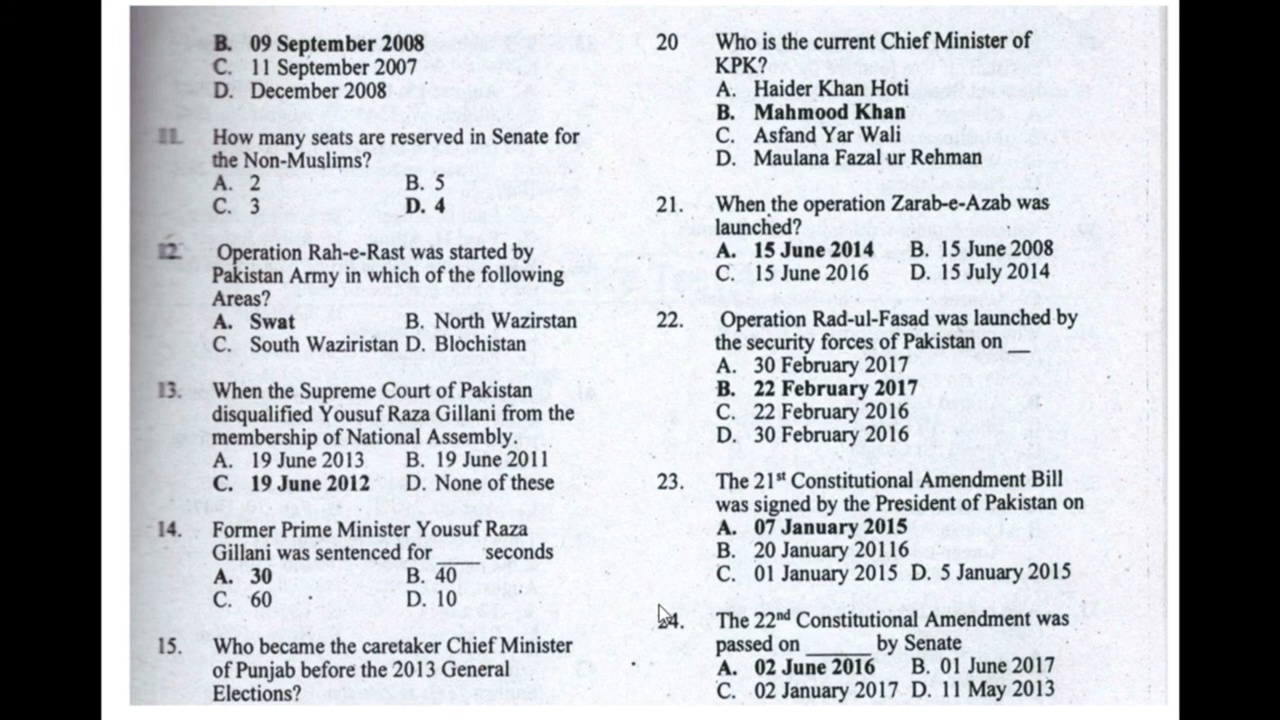 B. 09 September 2008
C. 11 September 2007
D. December 2008
11. How many seats are reserved in Senate for
the Non-Muslims?
A. 2 B. 5
C. 3 D. 4
12. Operation Rah-e-Rast was started by
Pakistan Army in which of the following
Areas?
A. Swat B. North Wazirstan
C. South Waziristan D. Blochistan
13. When the Supreme Court of Pakistan
disqualified Yousuf Raza Gillani from the
membership of National Assembly.
A. 19 June 2013 B. 19 June 2011
C. 19 June 2012 D. None of these
14. Former Prime Minister Yousuf Raza
Gillani was sentenced for ____ seconds
A. 30 B. 40
C. 60 D. 10
15. Who became the caretaker Chief Minister
of Punjab before the 2013 General
Elections?
20 Who is the current Chief Minister of
KPK?
A. Haider Khan Hoti
B. Mahmood Khan
C. Asfand Yar Wali
D. Maulana Fazal ur Rehman
21. When the operation Zarab-e-Azab was
launched?
A. 15 June 2014 B. 15 June 2008
C. 15 June 2016 D. 15 July 2014
22. Operation Rad-ul-Fasad was launched by
the security forces of Pakistan on __
A. 30 February 2017
B. 22 February 2017
C. 22 February 2016
D. 30 February 2016
23. The 21st Constitutional Amendment Bill
was signed by the President of Pakistan on
A. 07 January 2015
B. 20 January 20116
C. 01 January 2015 D. 5 January 2015
24. The 22nd Constitutional Amendment was
passed on ______ by Senate
A. 02 June 2016 B. 01 June 2017
C. 02 January 2017 D. 11 May 2013